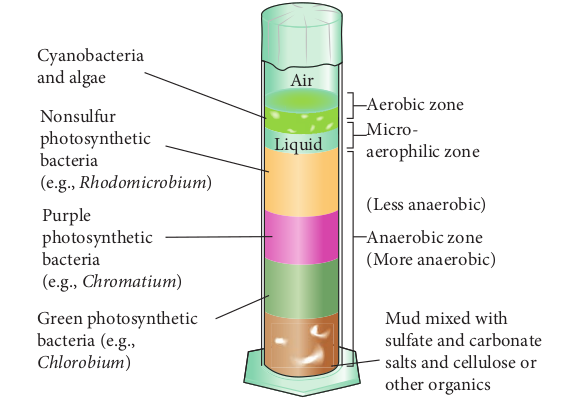 Cyanobacteria
and algae
Nonsulfur
photosynthetic
bacteria
(e.g., Rhodomicrobium)
Purple
photosynthetic
bacteria
(e.g., Chromatium)
Green photosynthetic
bacteria (e.g.,
Chlorobium)
Air
Liquid
Aerobic zone
Micro-
aerophilic zone
(Less anaerobic)
Anaerobic zone
(More anaerobic)
Mud mixed with
sulfate and carbonate
salts and cellulose or
other organics